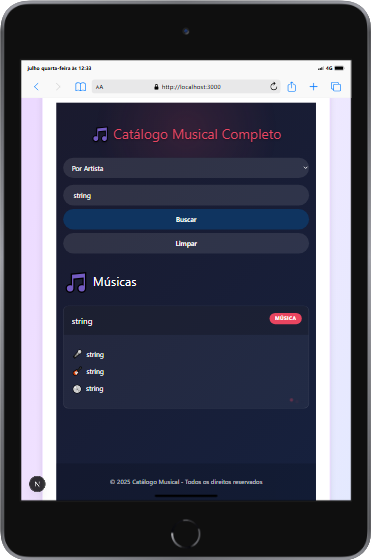 julho quarta-feira às 12:33
4G
AA
http://localhost:3000
Catálogo Musical Completo
Por Artista
string
Buscar
Limpar
Músicas
string
MÚSICA
string
string
string
© 2025 Catálogo Musical - Todos os direitos reservados
N